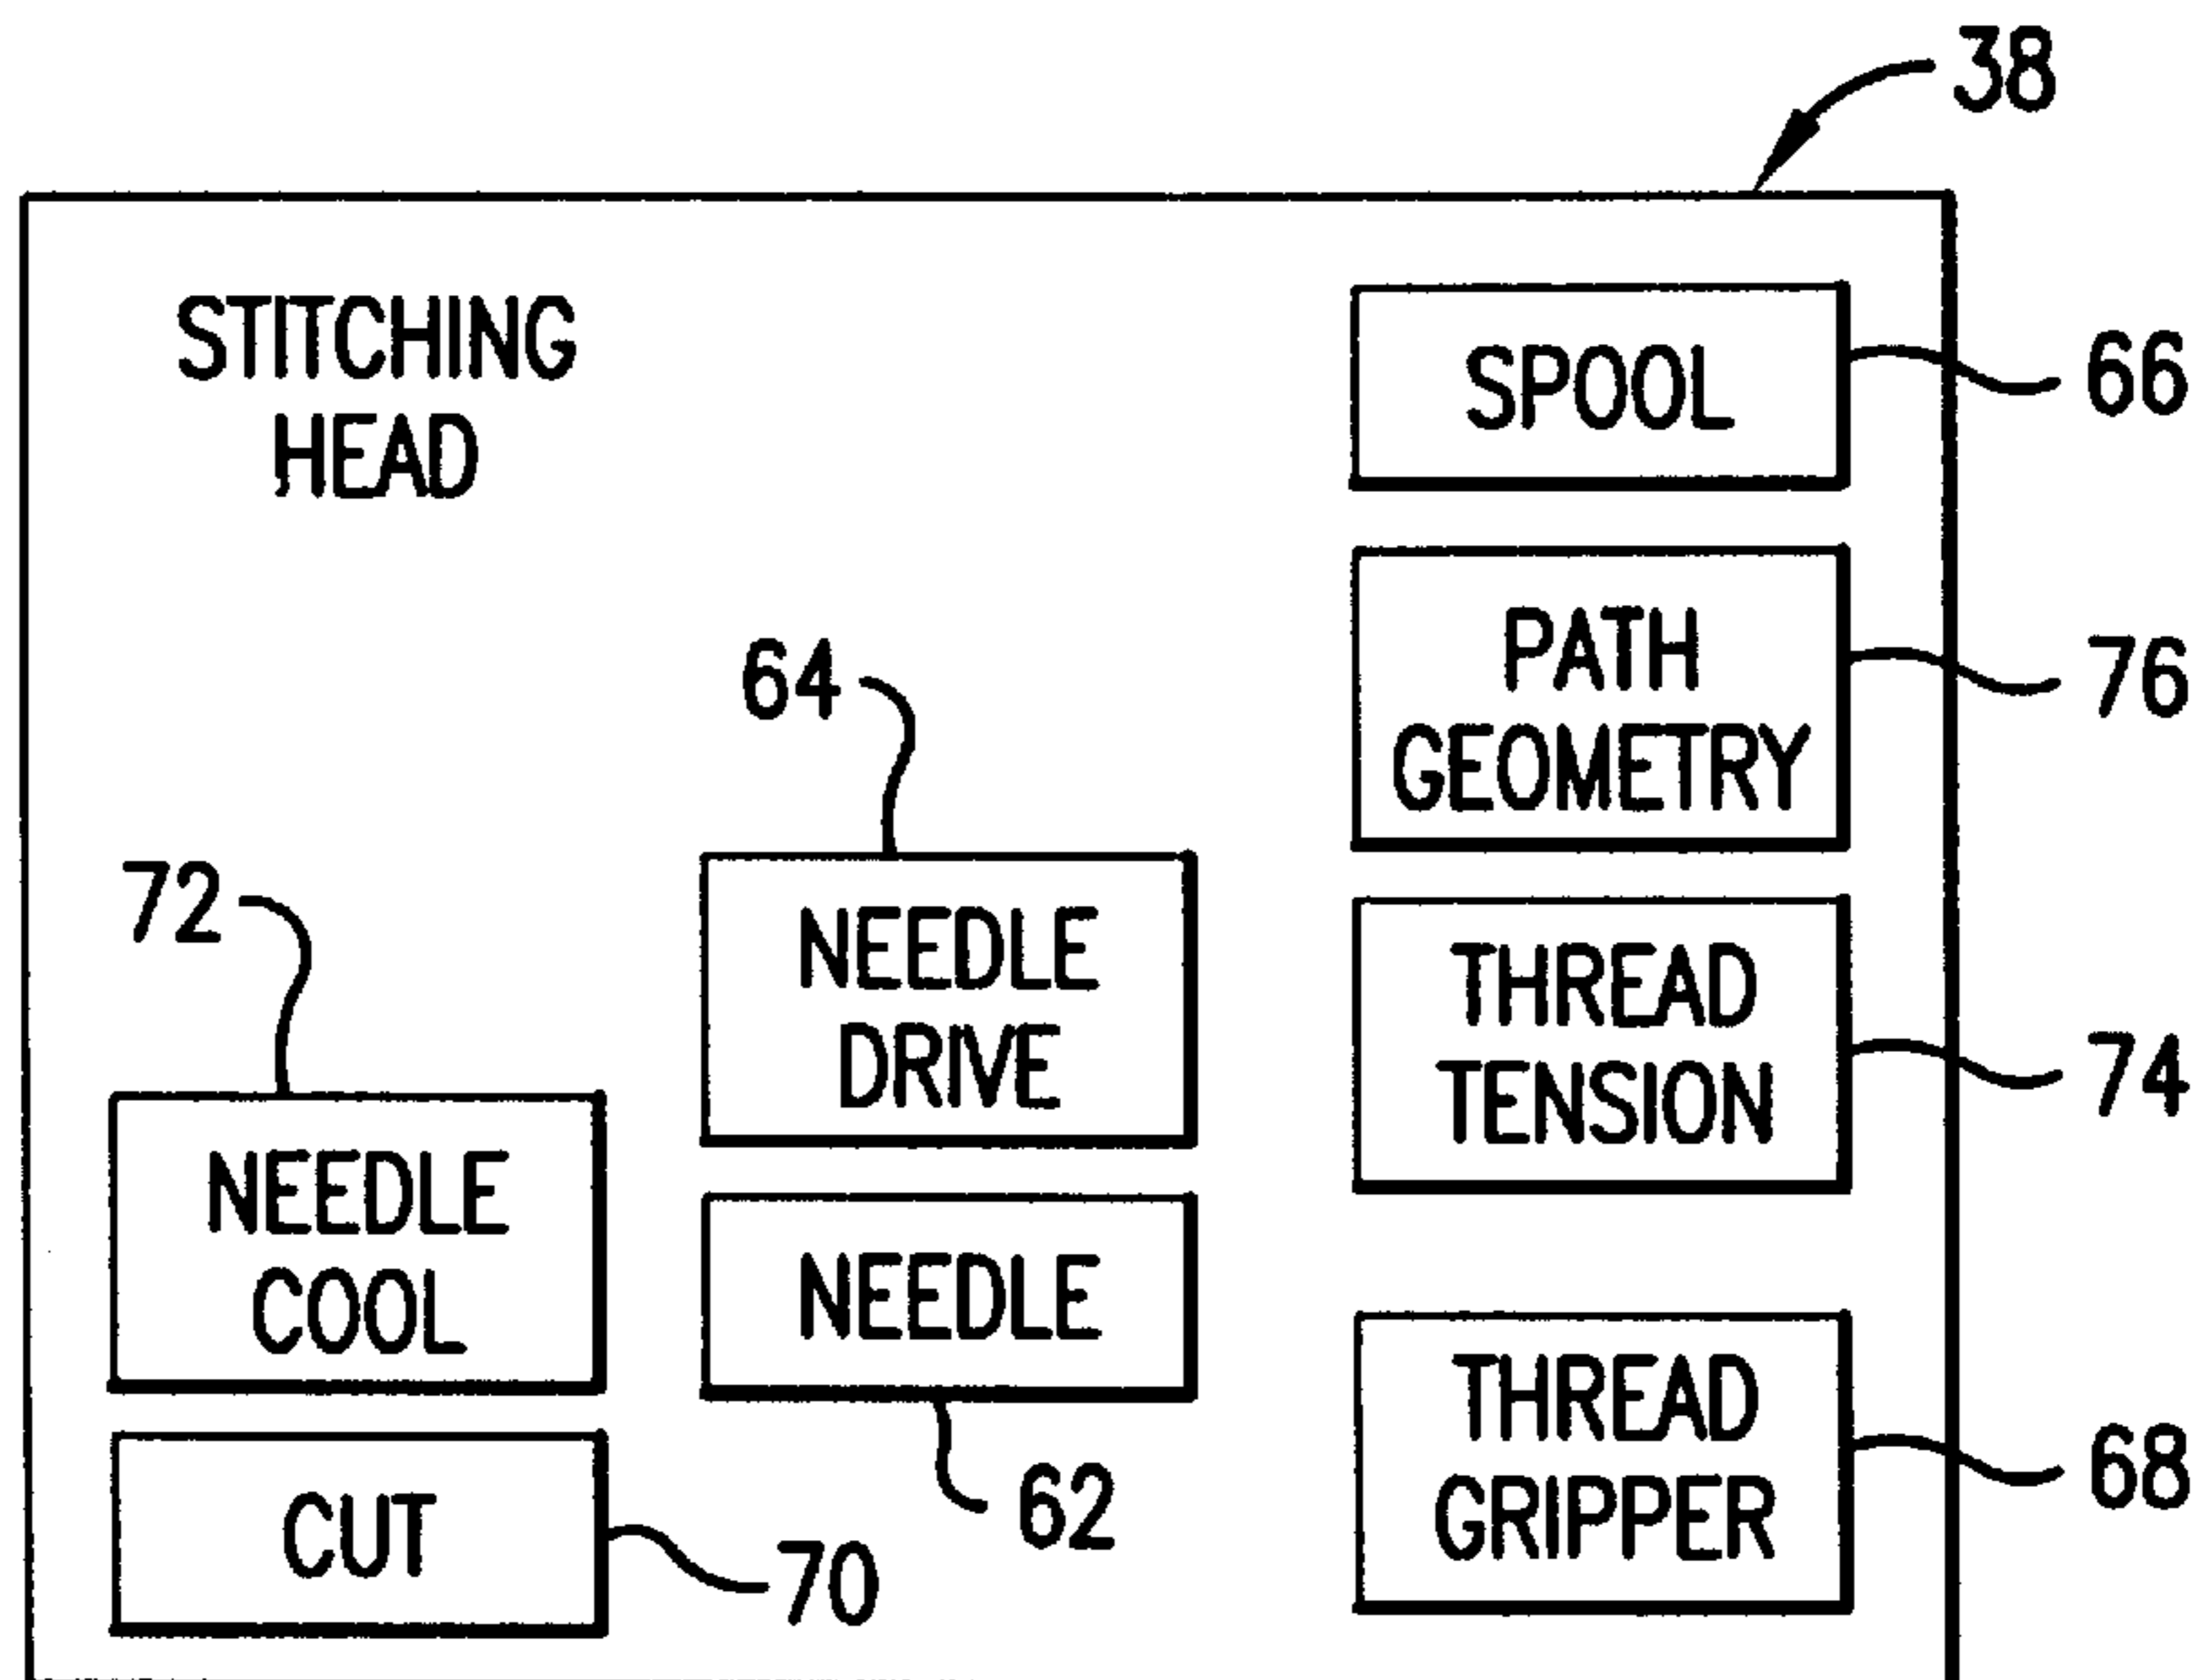 38
STITCHING
HEAD
SPOOL
66
PATH
GEOMETRY
76
64
72
NEEDLE
DRIVE
THREAD
TENSION
74
NEEDLE
COOL
NEEDLE
62
THREAD
GRIPPER
68
CUT
70